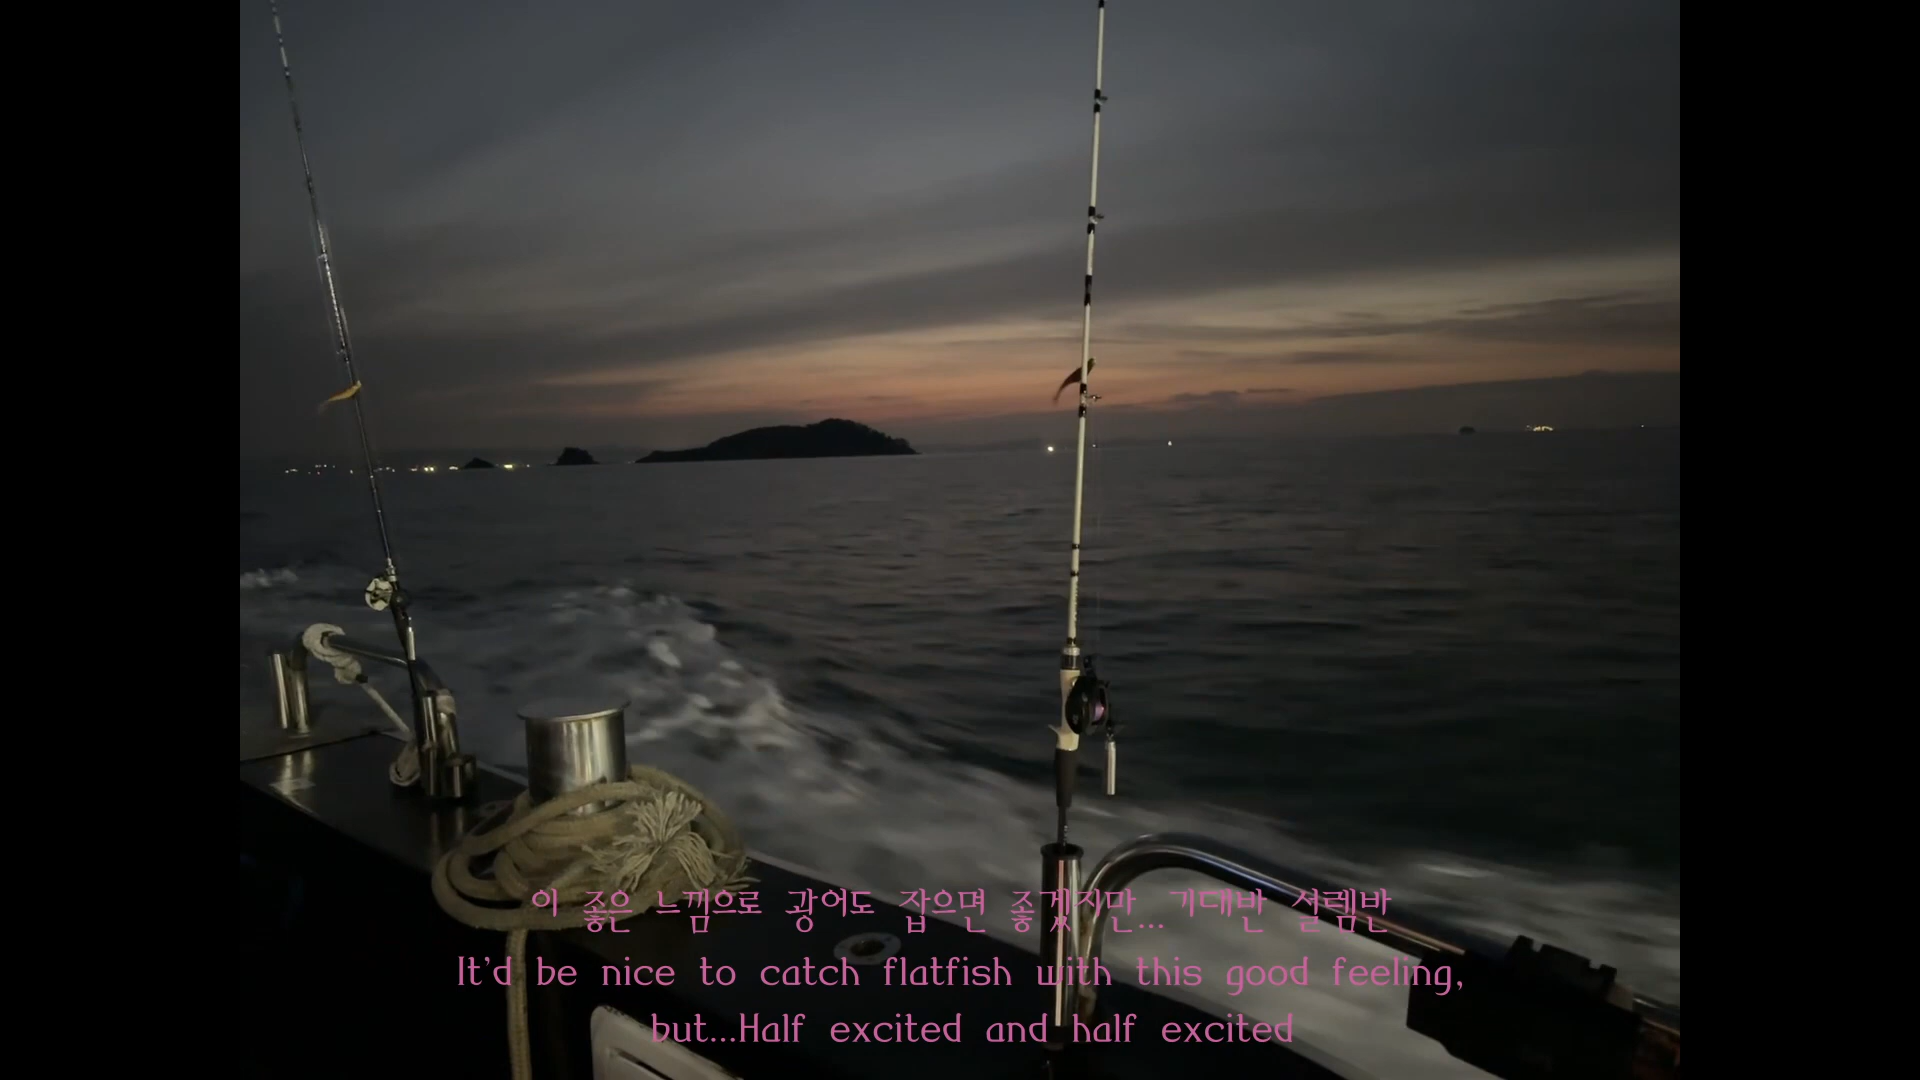 이 좋은 느낌으로 광어도 잡으면 좋겠지만... 기대반 설렘반
It'd be nice to catch flatfish with this good feeling,
but...Half excited and half excited